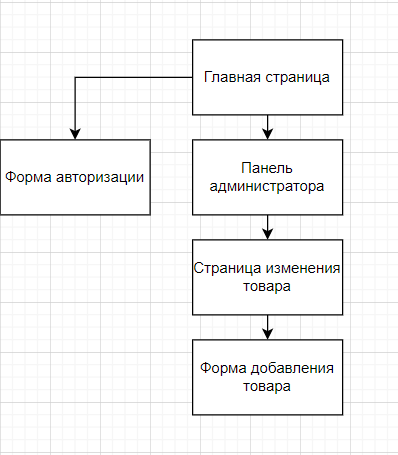 Главная страница
Форма авторизации
Панель
администратора
Страница изменения
товара
Форма добавления
товара